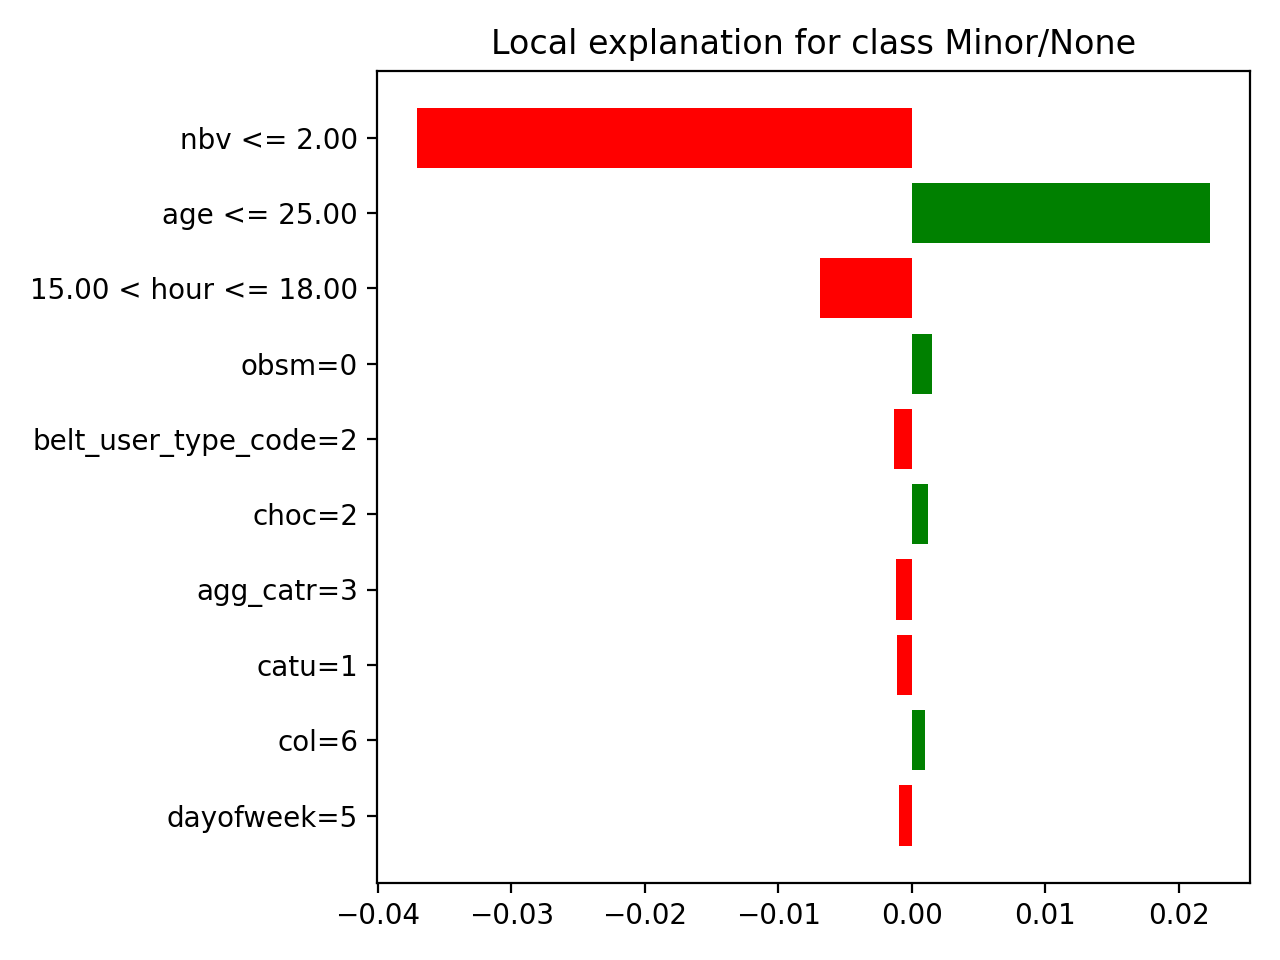 Local explanation for class Minor/None
nbv <= 2.00
age <= 25.00
15.00 < hour <= 18.00
obsm=0
belt_user_type_code=2
choc=2
agg_catr=3
catu=1
col=6
dayofweek=5
−0.04 −0.03 −0.02 −0.01 0.00 0.01 0.02